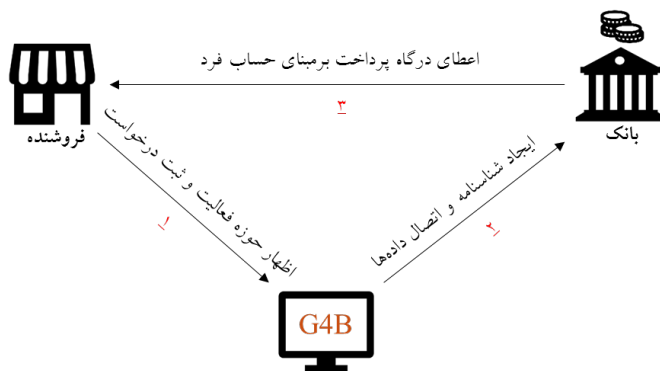 اعطای درگاه پرداخت برمبنای حساب فرد
۳
فروشنده
بانک
اظهار حوزه فعالیت و ثبت درخواست
۱
ایجاد شناسنامه و اتصال داده‌ها
۲
G4B